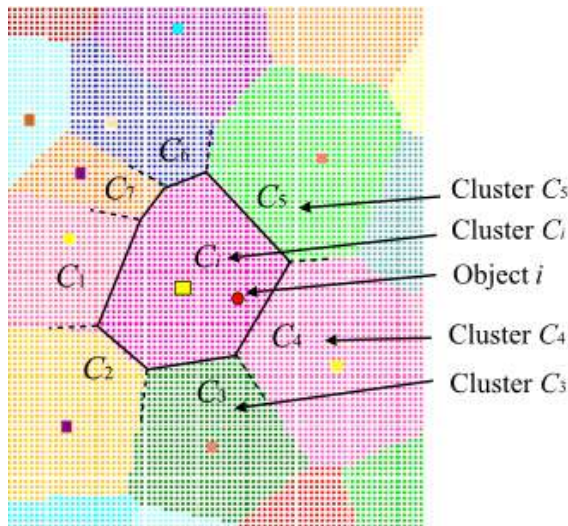 C6
C7
C5
Cluster C5
C1
Ci
Cluster Ci
Object i
C2
C4
Cluster C4
C3
Cluster C3